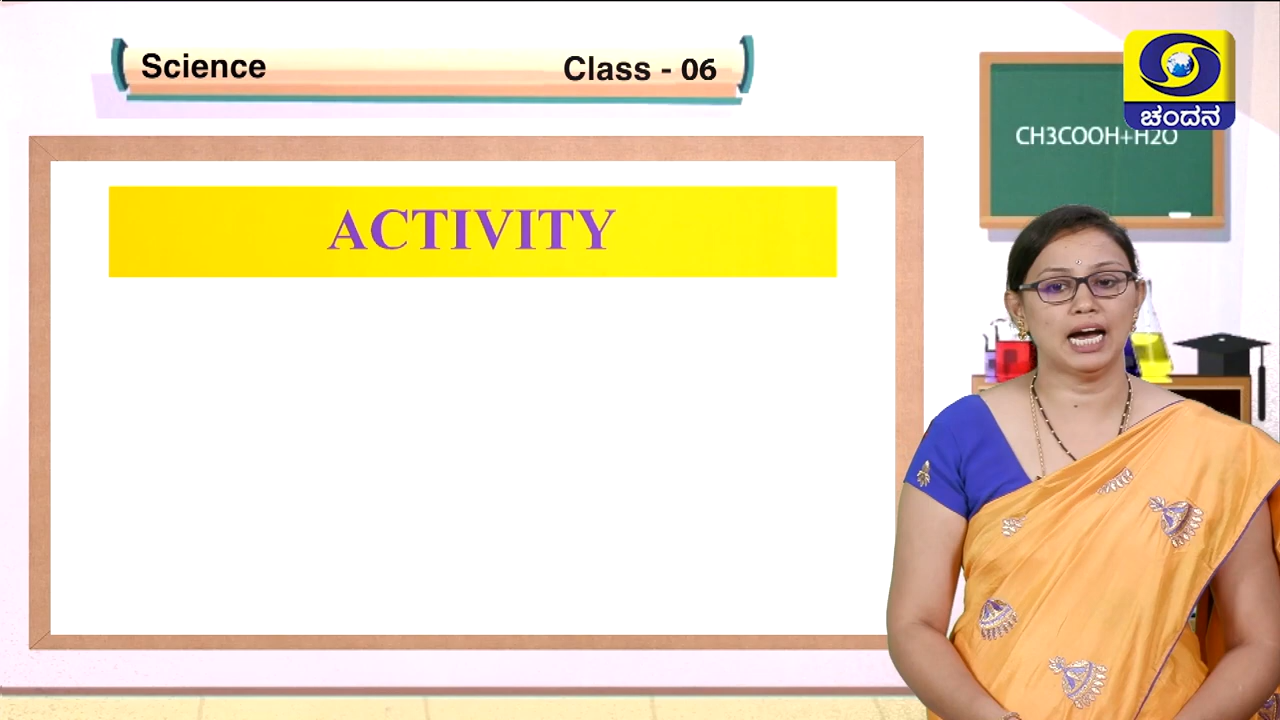 Science
Class - 06
ಚಂದನ
CH3COOH+H2O
ACTIVITY